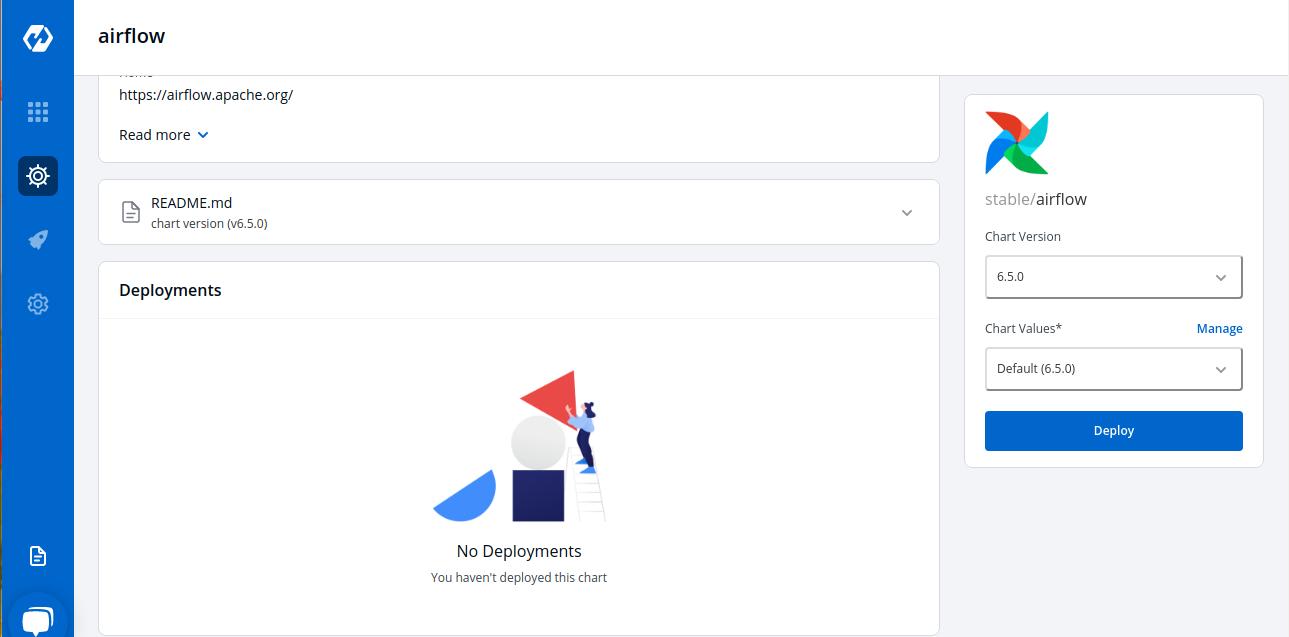 airflow
https://airflow.apache.org/
Read more
README.md
chart version (v6.5.0)
Deployments
No Deployments
You haven't deployed this chart
stable/airflow
Chart Version
6.5.0
Chart Values*
Manage
Default (6.5.0)
Deploy